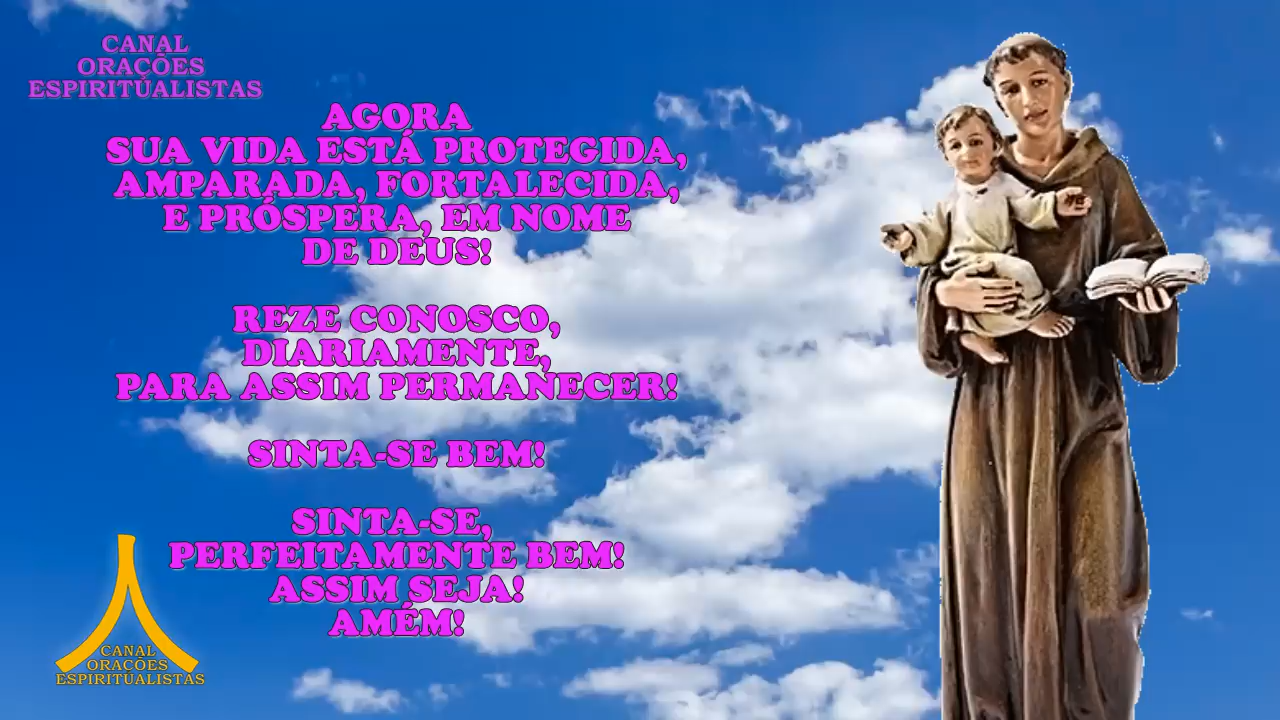 CANAL
ORAÇÕES
ESPIRITUALISTAS
AGORA
SUA VIDA ESTÁ PROTEGIDA,
AMPARADA, FORTALECIDA,
E PRÓSPERA, EM NOME
DE DEUS!
REZE CONOSCO,
DIARIAMENTE,
PARA ASSIM PERMANECER!
SINTA-SE BEM!
SINTA-SE,
PERFEITAMENTE BEM!
ASSIM SEJA!
AMÉM!
CANAL
ORAÇÕES
ESPIRITUALISTAS